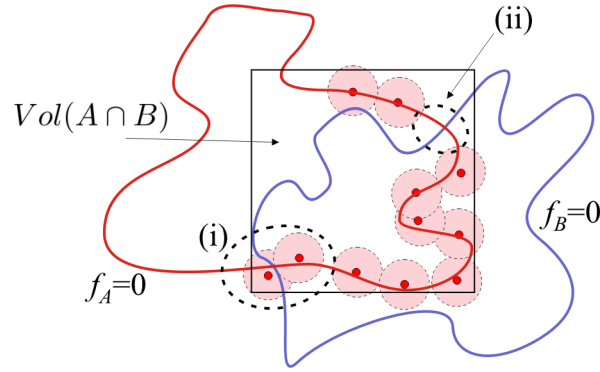 (ii)
Vol(A ∩ B)
(i)
f_B=0
f_A=0